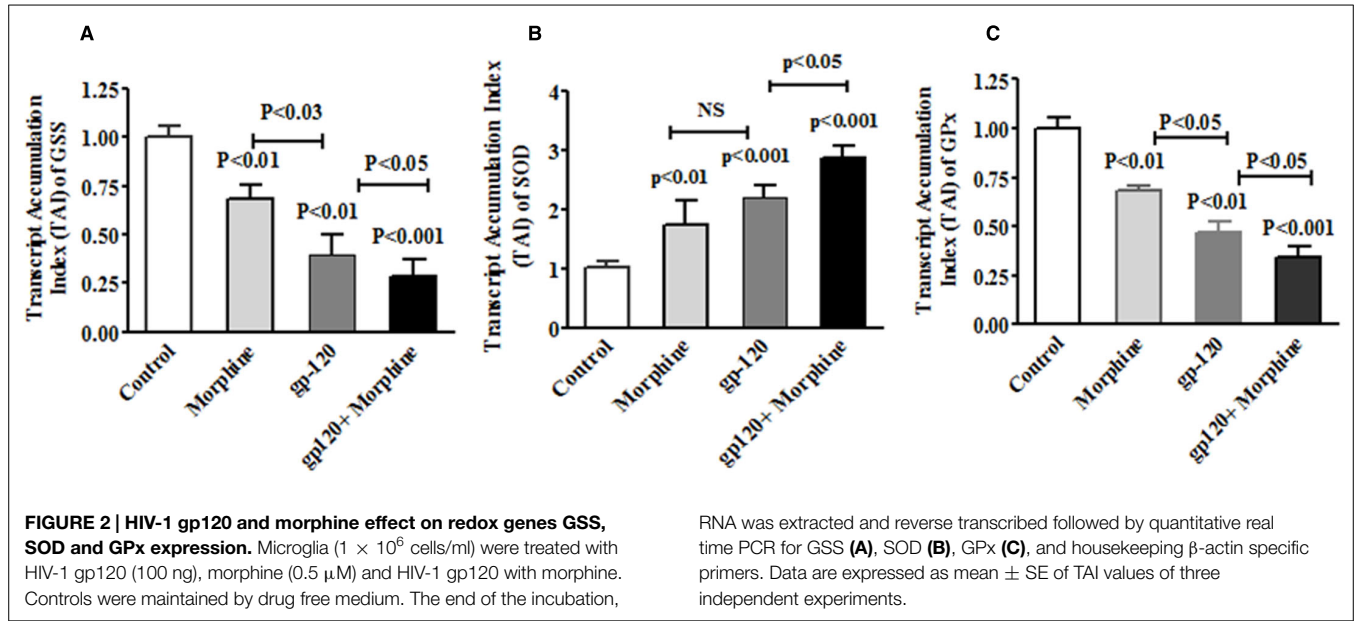 A
Transcript Accumulation
Index (TAI) of GSS
1.25
1.00
0.75
0.50
0.25
0.00
P<0.03
P<0.01
P<0.05
P<0.01
P<0.001
Control
Morphine
gp-120
gp120+ Morphine
B
Transcript Accumulation Index
(TAI) of SOD
4
3
2
1
0
p<0.05
NS
p<0.001
p<0.001
p<0.01
Control
Morphine
gp-120
gp120+ Morphine
C
Transcript Accumulation
Index (TAI) of GPx
1.25
1.00
0.75
0.50
0.25
0.00
P<0.05
P<0.01
P<0.05
P<0.01
P<0.001
Control
Morphine
gp-120
gp120+ Morphine
FIGURE 2 | HIV-1 gp120 and morphine effect on redox genes GSS,
SOD and GPx expression. Microglia (1 × 10⁶ cells/ml) were treated with
HIV-1 gp120 (100 ng), morphine (0.5 μM) and HIV-1 gp120 with morphine.
Controls were maintained by drug free medium. The end of the incubation,
RNA was extracted and reverse transcribed followed by quantitative real
time PCR for GSS (A), SOD (B), GPx (C), and housekeeping β-actin specific
primers. Data are expressed as mean ± SE of TAI values of three
independent experiments.